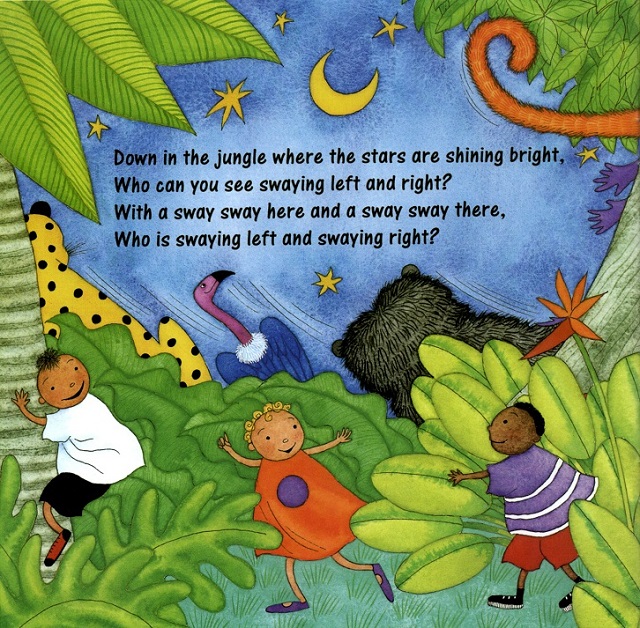 Down in the jungle where the stars are shining bright,
Who can you see swaying left and right?
With a sway sway here and a sway sway there,
Who is swaying left and swaying right?